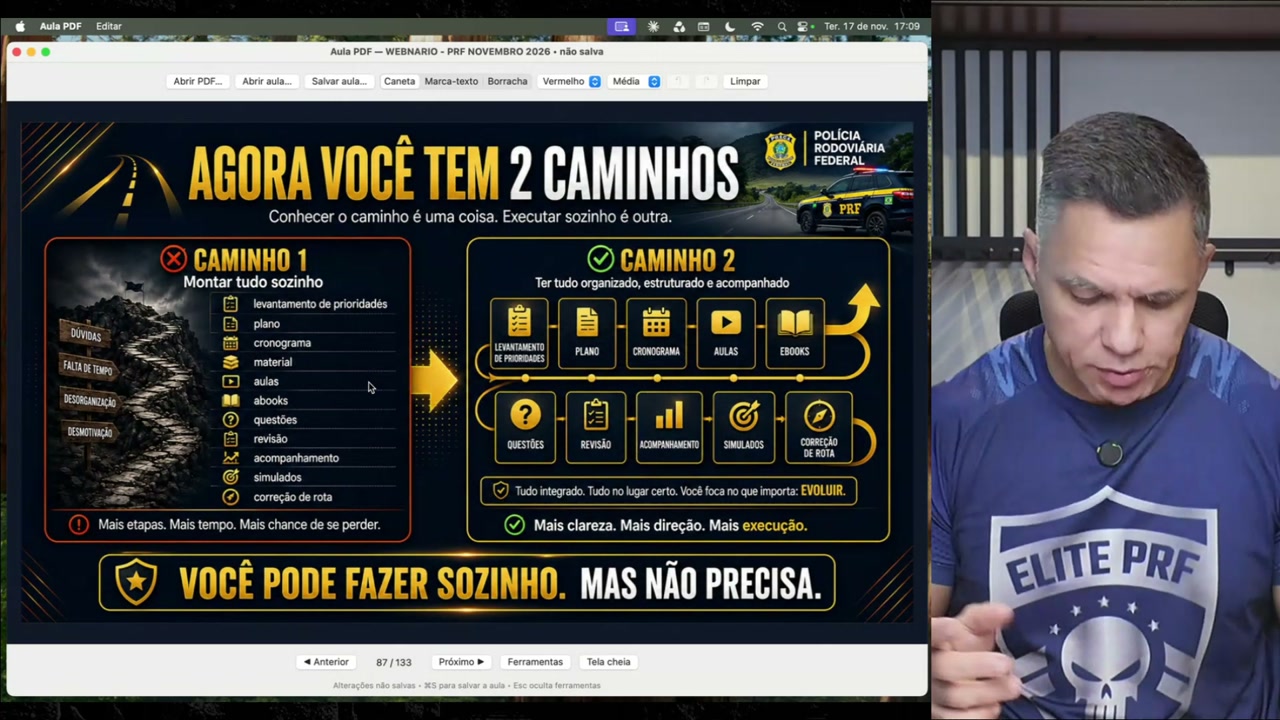 Aula PDF Editar
Ter. 17 de nov. 17:09
Aula PDF — WEBNARIO - PRF NOVEMBRO 2026 • não salva
Abrir PDF... Abrir aula... Salvar aula... Caneta Marca-texto Borracha Vermelho Média Limpar
AGORA VOCÊ TEM 2 CAMINHOS
Conhecer o caminho é uma coisa. Executar sozinho é outra.
POLÍCIA
RODOVIÁRIA
FEDERAL
PRF
CAMINHO 1
Montar tudo sozinho
DÚVIDAS
FALTA DE TEMPO
DESORGANIZAÇÃO
DESMOTIVAÇÃO
levantamento de prioridades
plano
cronograma
material
aulas
abooks
questões
revisão
acompanhamento
simulados
correção de rota
Mais etapas. Mais tempo. Mais chance de se perder.
CAMINHO 2
Ter tudo organizado, estruturado e acompanhado
LEVANTAMENTO
DE PRIORIDADES
PLANO
CRONOGRAMA
AULAS
EBOOKS
QUESTÕES
REVISÃO
ACOMPANHAMENTO
SIMULADOS
CORREÇÃO
DE ROTA
Tudo integrado. Tudo no lugar certo. Você foca no que importa: EVOLUIR.
Mais clareza. Mais direção. Mais execução.
VOCÊ PODE FAZER SOZINHO. MAS NÃO PRECISA.
◀ Anterior 87 / 133 Próximo ▶ Ferramentas Tela cheia
Alterações não salvas • ⌘S para salvar a aula • Esc oculta ferramentas
ELITE PRF